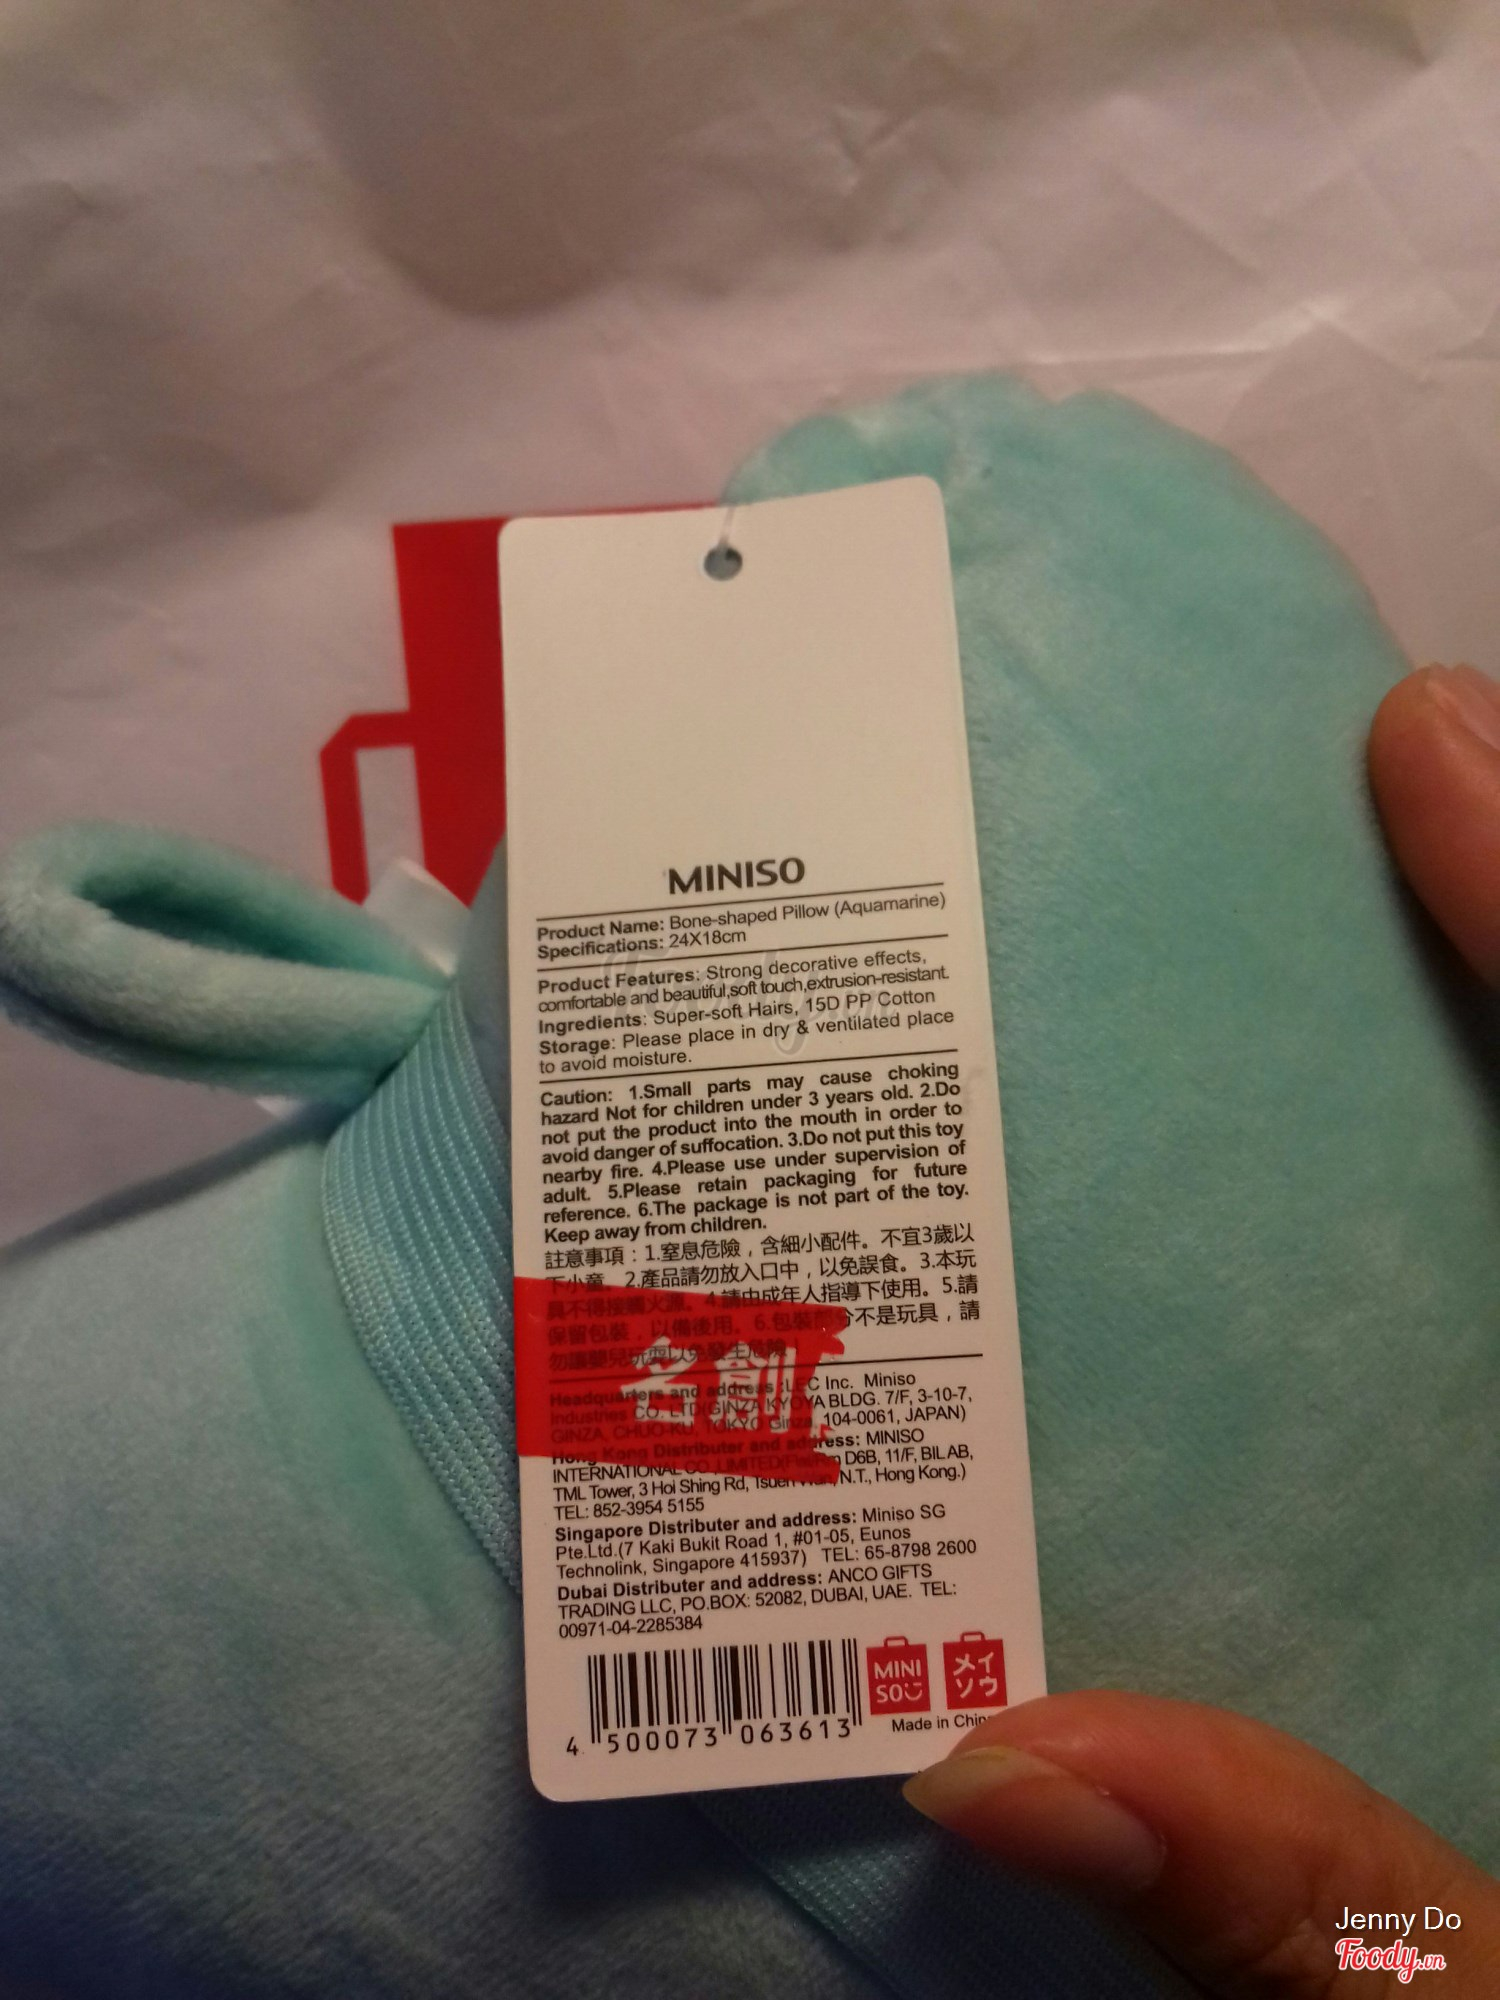 MINISO
Product Name: Bone-shaped Pillow (Aquamarine)
Specifications: 24X18cm
Product Features: Strong decorative effects,
comfortable and beautiful,soft touch,extrusion-resistant.
Ingredients: Super-soft Hairs, 15D PP Cotton
Storage: Please place in dry & ventilated place
to avoid moisture.
Caution: 1.Small parts may cause choking
hazard Not for children under 3 years old. 2.Do
not put the product into the mouth in order to
avoid danger of suffocation. 3.Do not put this toy
nearby fire. 4.Please use under supervision of
adult. 5.Please retain packaging for future
reference. 6.The package is not part of the toy.
Keep away from children.
註意事項：1.窒息危險，含細小配件。不宜3歲以
下小童。2.產品請勿放入口中，以免誤食。3.本玩
具不得接觸火源。4.請由成年人指導下使用。5.請
保留包裝，以備後用。6.包裝部分不是玩具，請
勿讓嬰兒玩耍以免發生危險！
名創
Headquarters and address :LEC Inc. Miniso
Industries CO. LTD(GINZA KYOYA BLDG. 7/F, 3-10-7,
GINZA, CHUO-KU, TOKYO Ginza, 104-0061, JAPAN)
Hong Kong Distributer and address: MINISO
INTERNATIONAL CO.,LIMITED( D6B, 11/F, BILAB,
TML Tower, 3 Hoi Shing Rd, Tsuen Wan, N.T., Hong Kong.)
TEL: 852-3954 5155
Singapore Distributer and address: Miniso SG
Pte.Ltd.(7 Kaki Bukit Road 1, #01-05, Eunos
Technolink, Singapore 415937) TEL: 65-8798 2600
Dubai Distributer and address: ANCO GIFTS
TRADING LLC, PO.BOX: 52082, DUBAI, UAE. TEL:
00971-04-2285384
MINI
SO
メイ
ソウ
Made in
4 500073 063613
Jenny Do
Foody.vn